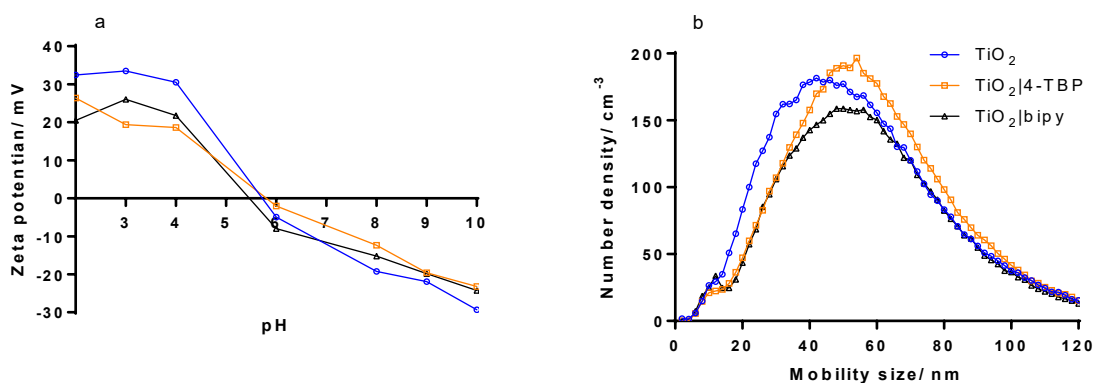 a
Zeta potentian/ mV
40
30
20
10
0
-10
-20
-30
3
4
6
8
9
10
pH
b
Number density/ cm-3
200
150
100
50
0
0
20
40
60
80
100
120
Mobility size/ nm
TiO2
TiO2|4-TBP
TiO2|bipy